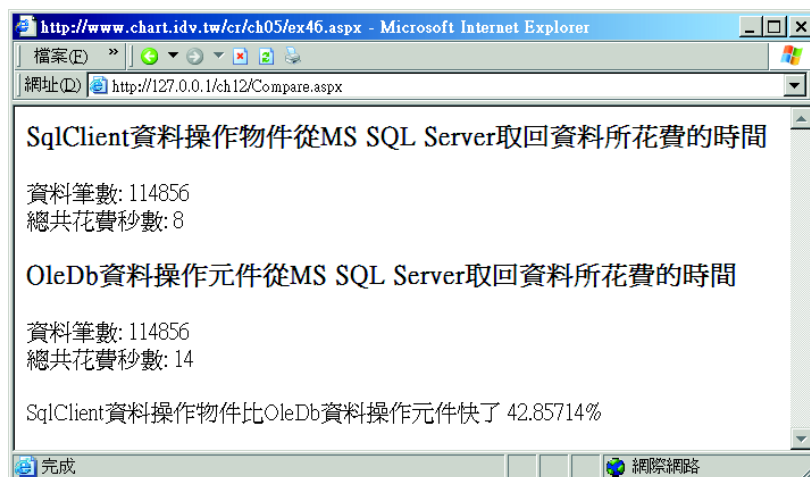 http://www.chart.idv.tw/cr/ch05/ex46.aspx - Microsoft Internet Explorer
檔案(F) »
網址(D) http://127.0.0.1/ch12/Compare.aspx
SqlClient資料操作物件從MS SQL Server取回資料所花費的時間
資料筆數: 114856
總共花費秒數: 8
OleDb資料操作元件從MS SQL Server取回資料所花費的時間
資料筆數: 114856
總共花費秒數: 14
SqlClient資料操作物件比OleDb資料操作元件快了 42.85714%
完成 網際網路